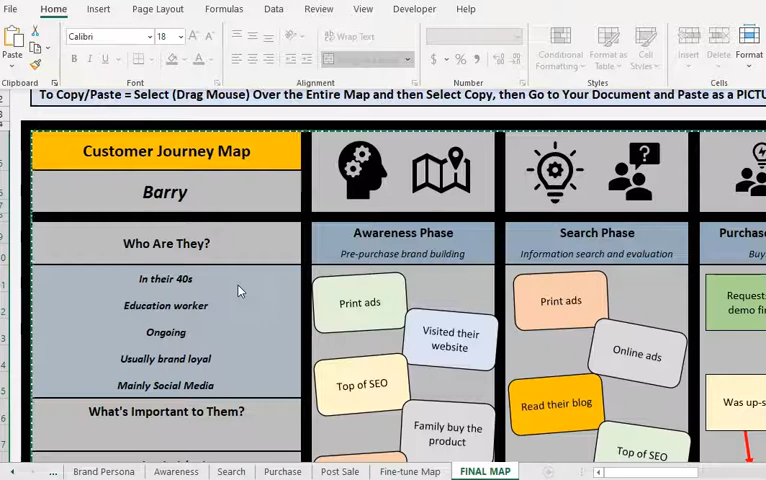 File Home Insert Page Layout Formulas Data Review View Developer Help
Calibri 18 A A Wrap Text
Paste B I U A $ % Conditional Formatting Format as Table Cell Styles Insert Delete Format
Clipboard Font Alignment Number Styles
To Copy/Paste = Select (Drag Mouse) Over the Entire Map and then Select Copy, then Go to Your Document and Paste as a PICTU
Customer Journey Map
Barry
Who Are They?
In their 40s
Education worker
Ongoing
Usually brand loyal
Mainly Social Media
What's Important to Them?
Awareness Phase
Pre-purchase brand building
Print ads
Visited their
website
Top of SEO
Family buy the
product
Search Phase
Information search and evaluation
Print ads
Online ads
Read their blog
Top of SEO
Purchas
Buy
Request
demo fir
Was up-s
... Brand Persona Awareness Search Purchase Post Sale Fine-tune Map FINAL MAP